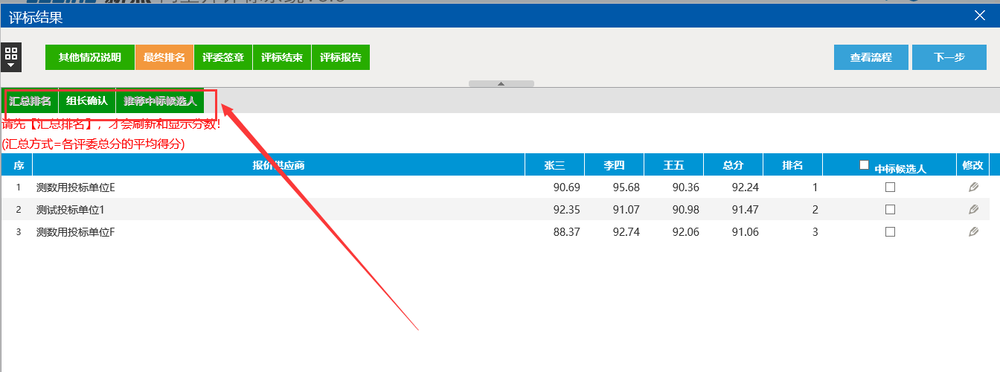 评标结果
其他情况说明 最终排名 评委签章 评标结束 评标报告 查看流程 下一步
汇总排名 组长确认 推荐中标候选人
请先【汇总排名】，才会刷新和显示分数！
(汇总方式=各评委总分的平均得分)
序 报价供应商 张三 李四 王五 总分 排名 中标候选人 修改
1 测数用投标单位E 90.69 95.68 90.36 92.24 1
2 测试投标单位1 92.35 91.07 90.98 91.47 2
3 测数用投标单位F 88.37 92.74 92.06 91.06 3